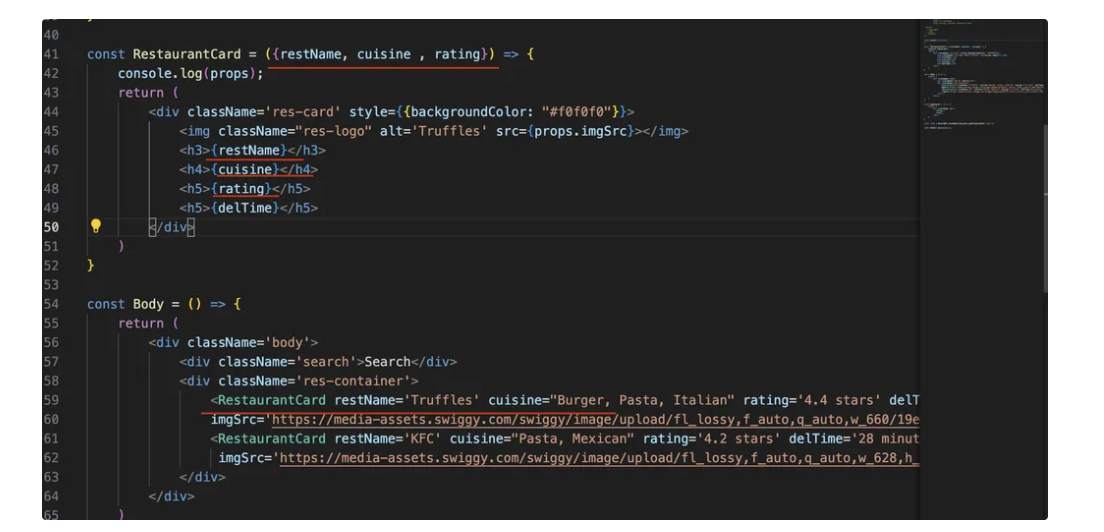 40
41 const RestaurantCard = ({restName, cuisine , rating}) => {
42 console.log(props);
43 return (
44 <div className='res-card' style={{backgroundColor: "#f0f0f0"}}>
45 <img className="res-logo" alt='Truffles' src={props.imgSrc}></img>
46 <h3>{restName}</h3>
47 <h4>{cuisine}</h4>
48 <h5>{rating}</h5>
49 <h5>{delTime}</h5>
50 </div>
51 )
52 }
53
54 const Body = () => {
55 return (
56 <div className='body'>
57 <div className='search'>Search</div>
58 <div className='res-container'>
59 <RestaurantCard restName='Truffles' cuisine="Burger, Pasta, Italian" rating='4.4 stars' delT
60 imgSrc='https://media-assets.swiggy.com/swiggy/image/upload/fl_lossy,f_auto,q_auto,w_660/19e
61 <RestaurantCard restName='KFC' cuisine="Pasta, Mexican" rating='4.2 stars' delTime='28 minut
62 imgSrc='https://media-assets.swiggy.com/swiggy/image/upload/fl_lossy,f_auto,q_auto,w_628,h_
63 </div>
64 </div>
65 )